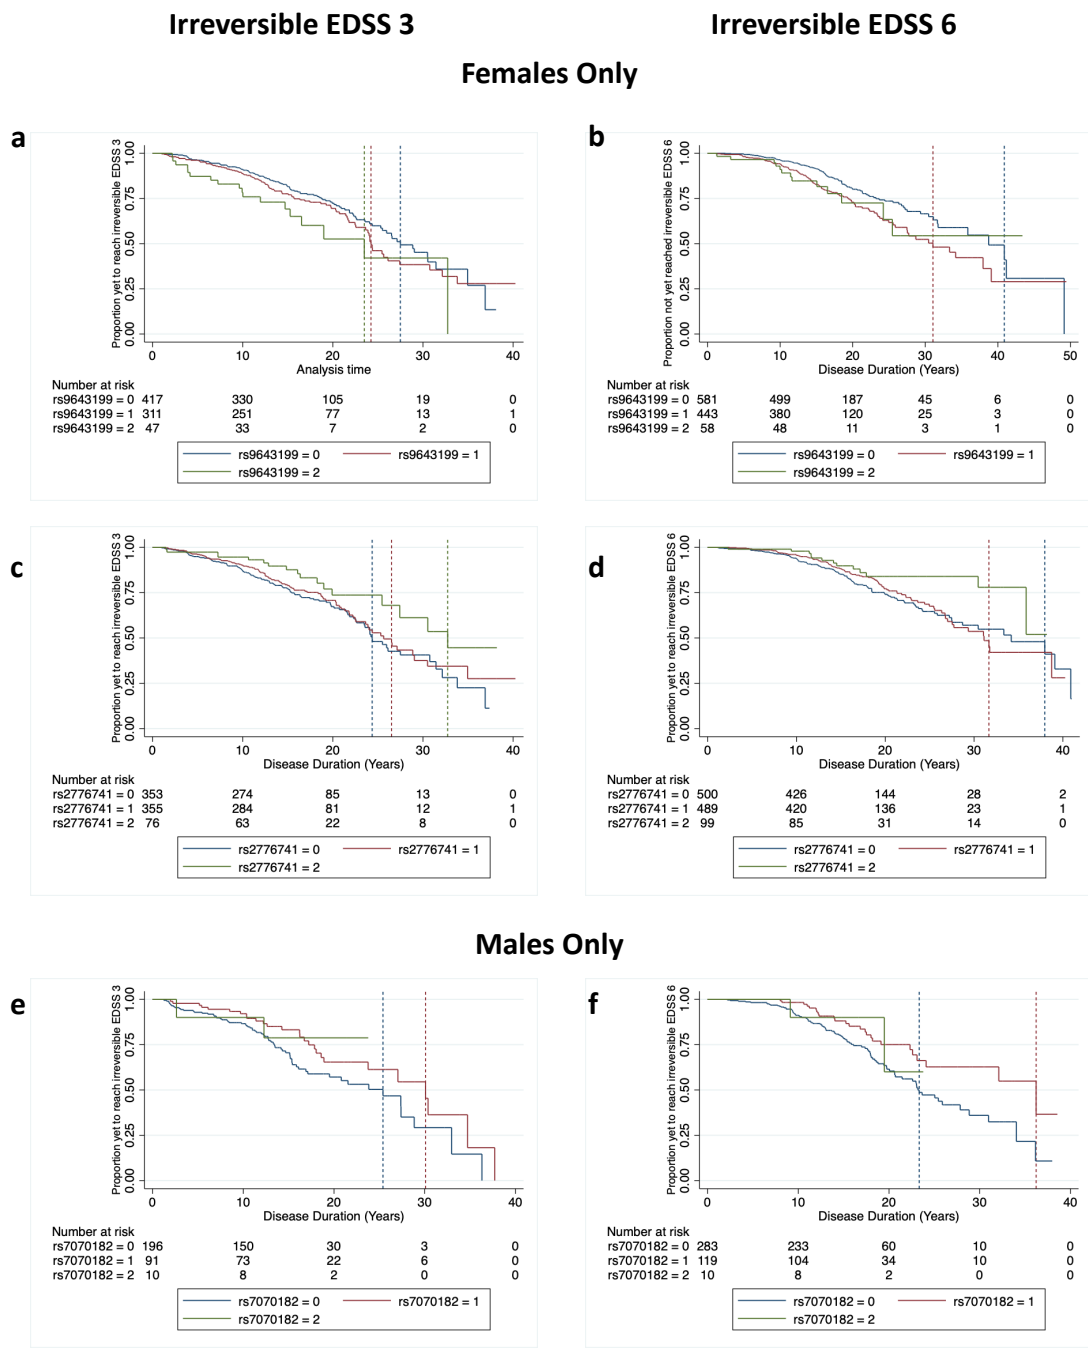 Irreversible EDSS 3
Irreversible EDSS 6
Females Only
a
Proportion yet to reach irreversible EDSS 3
1.00
0.75
0.50
0.25
0.00
0 10 20 30 40
Analysis time
Number at risk
rs9643199 = 0 417 330 105 19 0
rs9643199 = 1 311 251 77 13 1
rs9643199 = 2 47 33 7 2 0
rs9643199 = 0 rs9643199 = 1
rs9643199 = 2
b
Proportion not yet reached irreversible EDSS 6
1.00
0.75
0.50
0.25
0.00
0 10 20 30 40 50
Disease Duration (Years)
Number at risk
rs9643199 = 0 581 499 187 45 6 0
rs9643199 = 1 443 380 120 25 3 0
rs9643199 = 2 58 48 11 3 1 0
rs9643199 = 0 rs9643199 = 1
rs9643199 = 2
c
Proportion yet to reach irreversible EDSS 3
1.00
0.75
0.50
0.25
0.00
0 10 20 30 40
Disease Duration (Years)
Number at risk
rs2776741 = 0 353 274 85 13 0
rs2776741 = 1 355 284 81 12 1
rs2776741 = 2 76 63 22 8 0
rs2776741 = 0 rs2776741 = 1
rs2776741 = 2
d
Proportion yet to reach irreversible EDSS 6
1.00
0.75
0.50
0.25
0.00
0 10 20 30 40
Disease Duration (Years)
Number at risk
rs2776741 = 0 500 426 144 28 2
rs2776741 = 1 489 420 136 23 1
rs2776741 = 2 99 85 31 14 0
rs2776741 = 0 rs2776741 = 1
rs2776741 = 2
Males Only
e
Proportion yet to reach irreversible EDSS 3
1.00
0.75
0.50
0.25
0.00
0 10 20 30 40
Disease Duration (Years)
Number at risk
rs7070182 = 0 196 150 30 3 0
rs7070182 = 1 91 73 22 6 0
rs7070182 = 2 10 8 2 0 0
rs7070182 = 0 rs7070182 = 1
rs7070182 = 2
f
Proportion yet to reach irreversible EDSS 6
1.00
0.75
0.50
0.25
0.00
0 10 20 30 40
Disease Duration (Years)
Number at risk
rs7070182 = 0 283 233 60 10 0
rs7070182 = 1 119 104 34 10 0
rs7070182 = 2 10 8 2 0 0
rs7070182 = 0 rs7070182 = 1
rs7070182 = 2